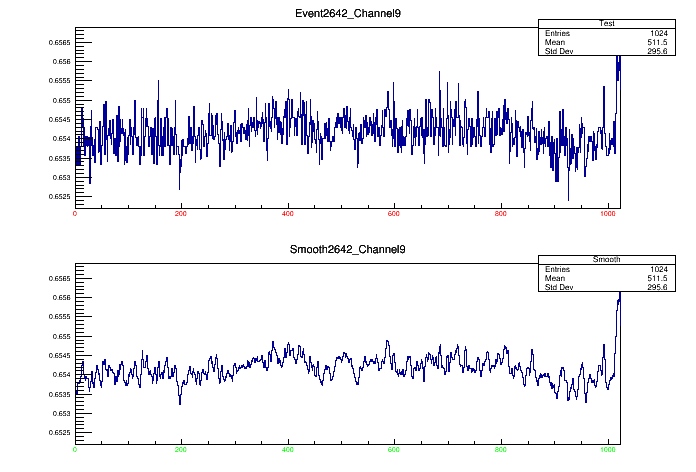 Event2642_Channel9
Test
Entries 1024
Mean 511.5
Std Dev 295.6
0.6565
0.656
0.6555
0.655
0.6545
0.654
0.6535
0.653
0.6525
0 200 400 600 800 1000
Smooth2642_Channel9
Smooth
Entries 1024
Mean 511.5
Std Dev 295.6
0.6565
0.656
0.6555
0.655
0.6545
0.654
0.6535
0.653
0.6525
0 200 400 600 800 1000